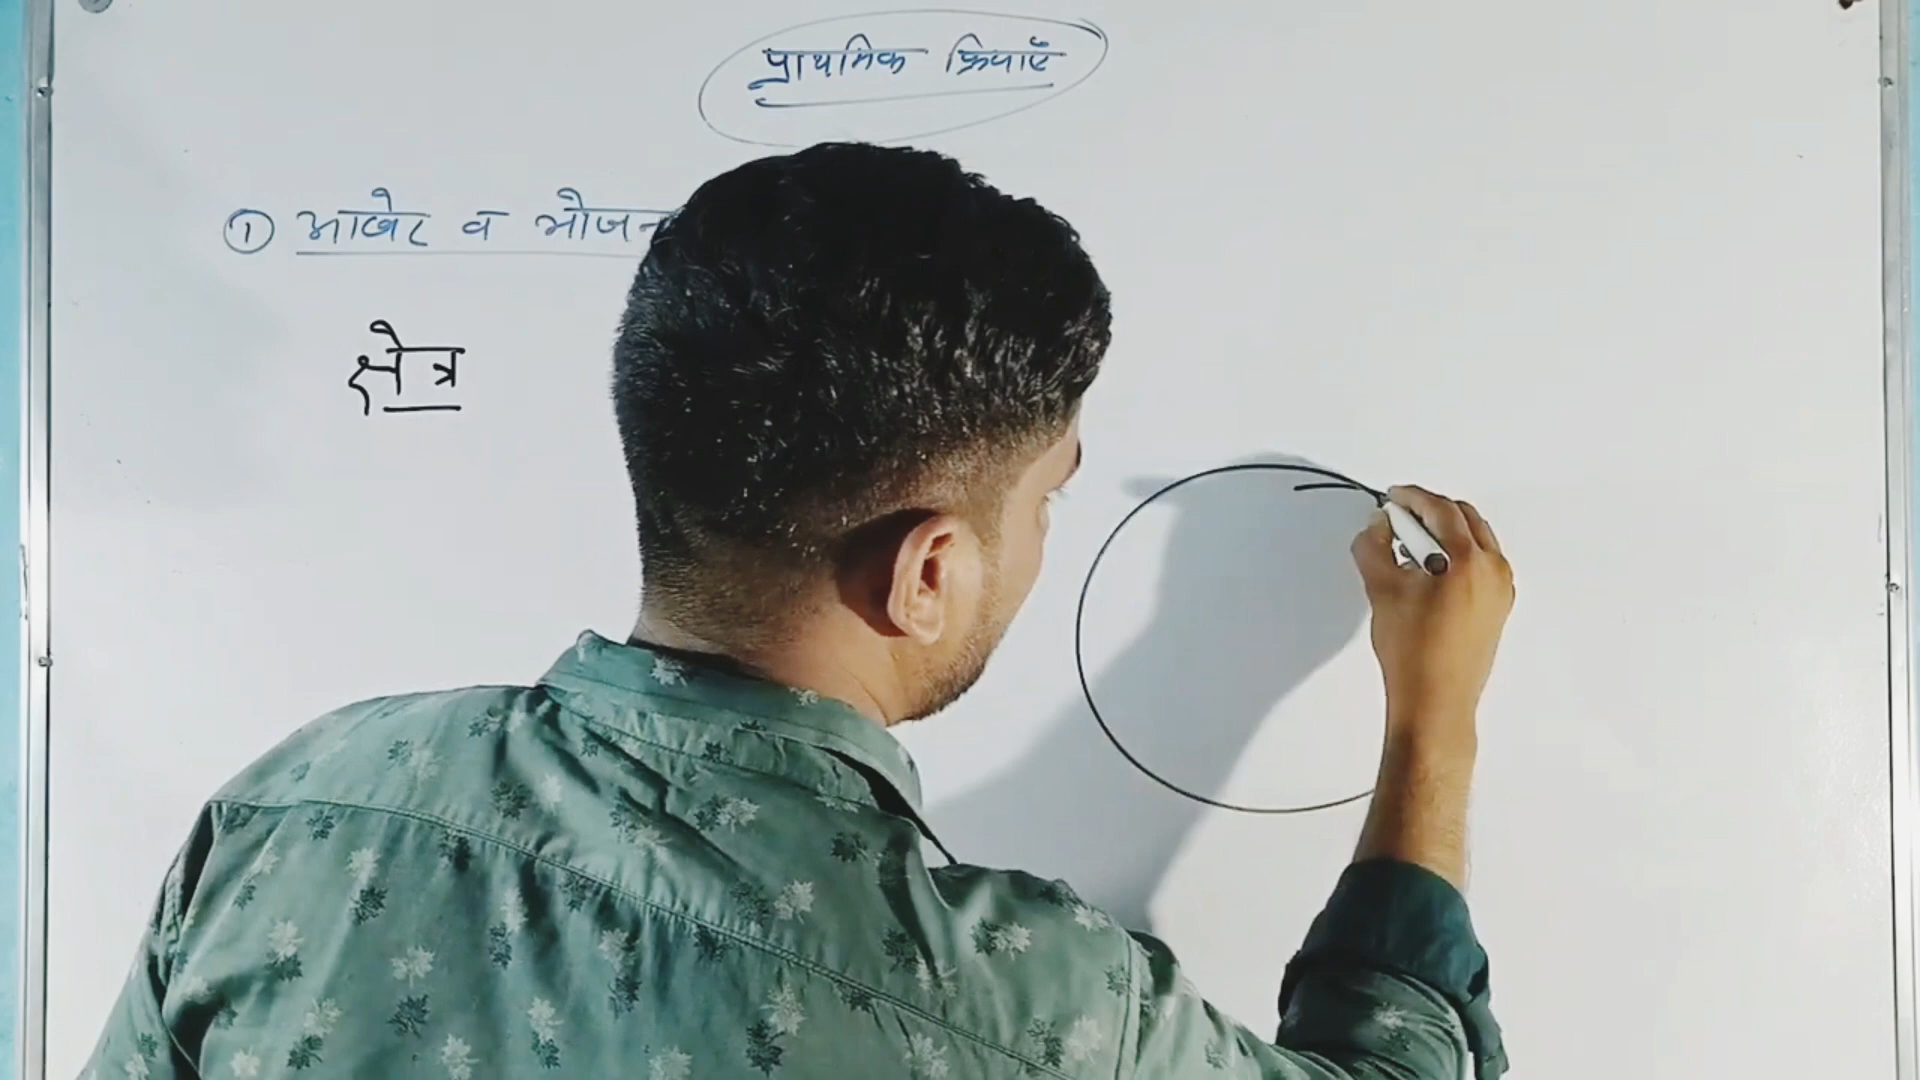 प्राथमिक क्रियाएँ
① आखेट व भोजन
क्षेत्र